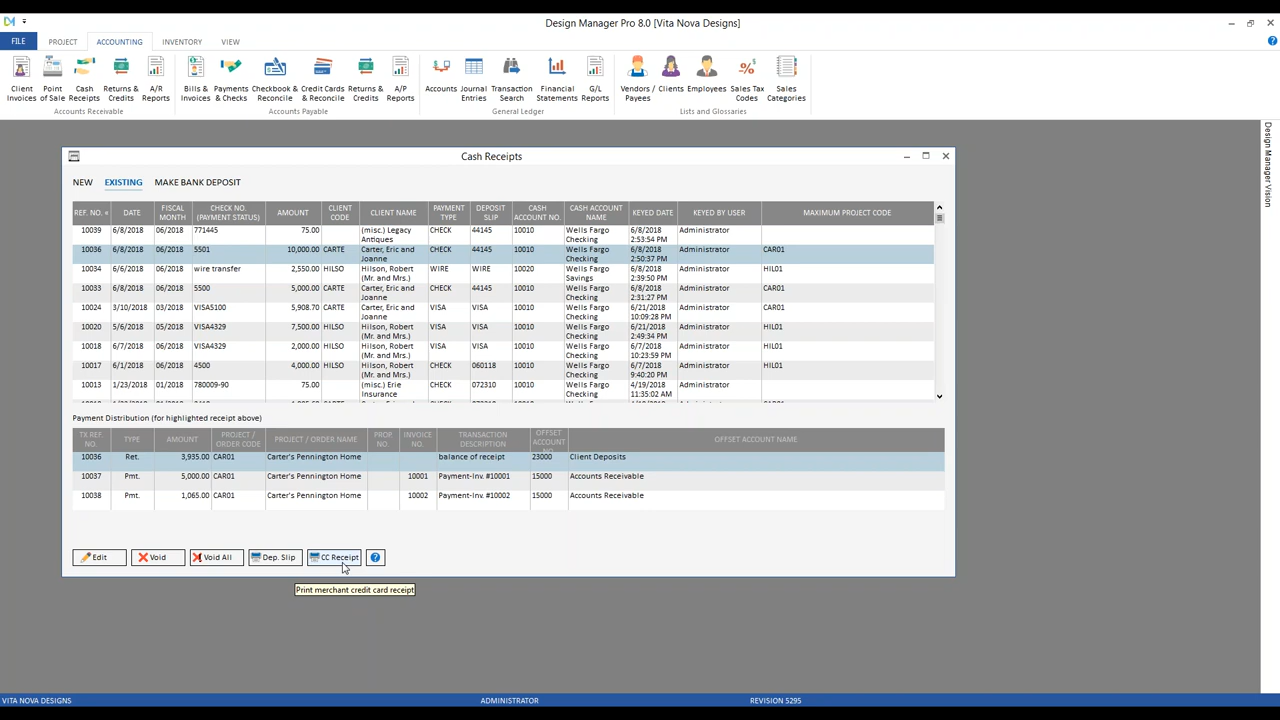 Design Manager Pro 8.0 [Vita Nova Designs]
FILE PROJECT ACCOUNTING INVENTORY VIEW
Client Invoices Point of Sale Cash Receipts Returns & Credits A/R Reports Bills & Invoices Payments & Checks Checkbook & Reconcile Credit Cards & Reconcile Returns & Credits A/P Reports Accounts Journal Entries Transaction Search Financial Statements G/L Reports Vendors / Payees Clients Employees Sales Tax Codes Sales Categories
Accounts Receivable Accounts Payable General Ledger Lists and Glossaries
Design Manager Vision
Cash Receipts
NEW EXISTING MAKE BANK DEPOSIT
REF. NO. DATE FISCAL MONTH CHECK NO. (PAYMENT STATUS) AMOUNT CLIENT CODE CLIENT NAME PAYMENT TYPE DEPOSIT SLIP CASH ACCOUNT NO. CASH ACCOUNT NAME KEYED DATE KEYED BY USER MAXIMUM PROJECT CODE
10039 6/8/2018 06/2018 771445 75.00 (misc.) Legacy Antiques CHECK 44145 10010 Wells Fargo Checking 6/8/2018 2:53:54 PM Administrator
10036 6/8/2018 06/2018 5501 10,000.00 CARTE Carter, Eric and Joanne CHECK 44145 10010 Wells Fargo Checking 6/8/2018 2:50:37 PM Administrator CAR01
10034 6/6/2018 06/2018 wire transfer 2,550.00 HILSO Hilson, Robert (Mr. and Mrs.) WIRE WIRE 10020 Wells Fargo Savings 6/8/2018 2:39:50 PM Administrator HIL01
10033 6/8/2018 06/2018 5500 5,000.00 CARTE Carter, Eric and Joanne CHECK 44145 10010 Wells Fargo Checking 6/8/2018 2:31:27 PM Administrator CAR01
10024 3/10/2018 03/2018 VISA5100 5,908.70 CARTE Carter, Eric and Joanne VISA VISA 10010 Wells Fargo Checking 6/21/2018 10:09:28 PM Administrator CAR01
10020 5/6/2018 05/2018 VISA4329 7,500.00 HILSO Hilson, Robert (Mr. and Mrs.) VISA VISA 10010 Wells Fargo Checking 6/21/2018 2:49:34 PM Administrator HIL01
10018 6/7/2018 06/2018 VISA4329 2,000.00 HILSO Hilson, Robert (Mr. and Mrs.) VISA VISA 10010 Wells Fargo Checking 6/7/2018 10:23:59 PM Administrator HIL01
10017 6/1/2018 06/2018 4500 4,000.00 HILSO Hilson, Robert (Mr. and Mrs.) CHECK 060118 10010 Wells Fargo Checking 6/7/2018 9:40:20 PM Administrator HIL01
10013 1/23/2018 01/2018 780009-90 75.00 (misc.) Erie Insurance CHECK 072310 10010 Wells Fargo Checking 4/19/2018 11:35:02 AM Administrator
Payment Distribution (for highlighted receipt above)
TX REF. NO. TYPE AMOUNT PROJECT / ORDER CODE PROJECT / ORDER NAME PROP. NO. INVOICE NO. TRANSACTION DESCRIPTION OFFSET ACCOUNT OFFSET ACCOUNT NAME
10036 Ret. 3,935.00 CAR01 Carter's Pennington Home balance of receipt 23000 Client Deposits
10037 Pmt. 5,000.00 CAR01 Carter's Pennington Home 10001 Payment-Inv. #10001 15000 Accounts Receivable
10038 Pmt. 1,065.00 CAR01 Carter's Pennington Home 10002 Payment-Inv. #10002 15000 Accounts Receivable
Edit Void Void All Dep. Slip CC Receipt
Print merchant credit card receipt
VITA NOVA DESIGNS ADMINISTRATOR REVISION 5295